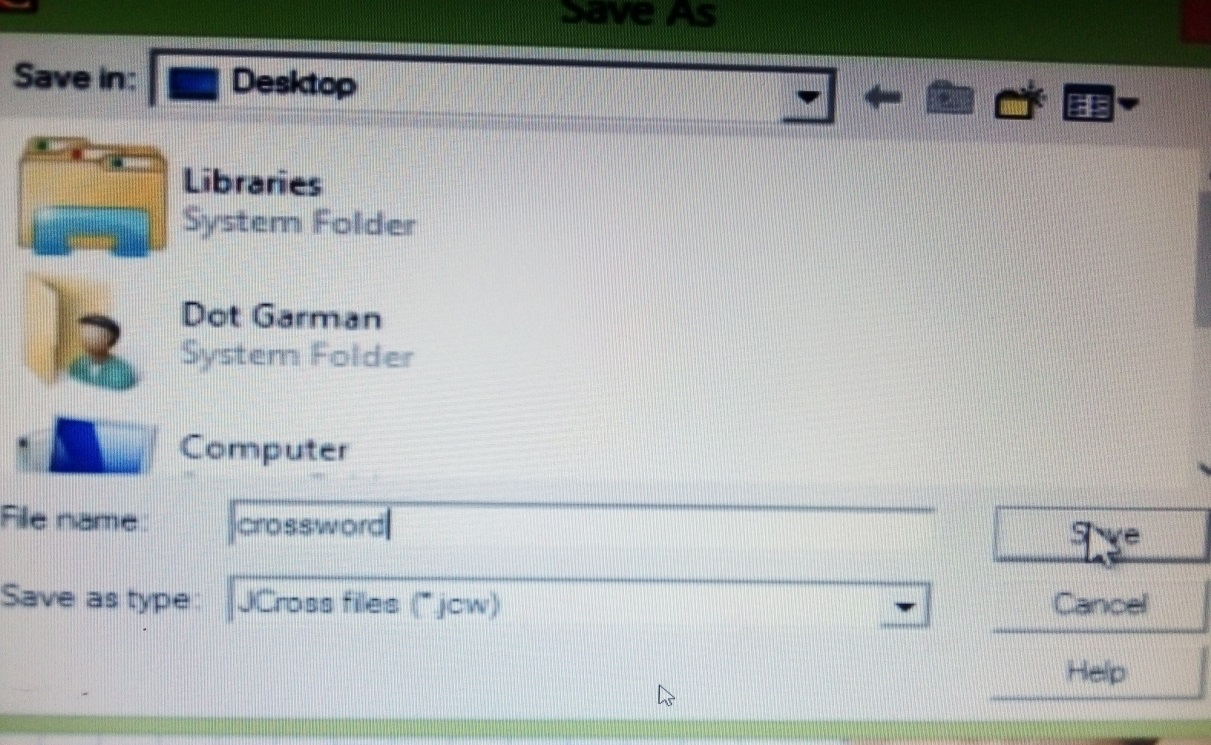 Save As
Save in: Desktop
Libraries
System Folder
Dot Garman
System Folder
Computer
File name: crossword
Save
Save as type: JCross files (*.jcw)
Cancel
Help